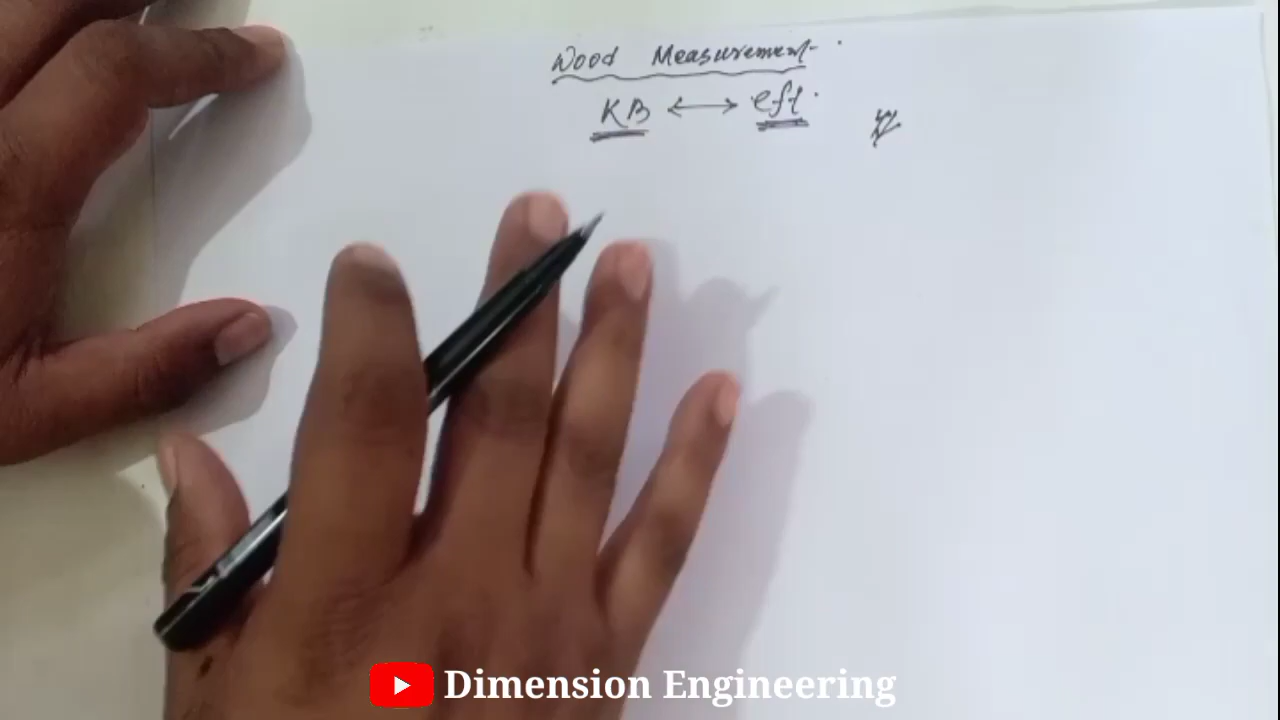 Wood Measurement
KB ↔ cft.
Dimension Engineering